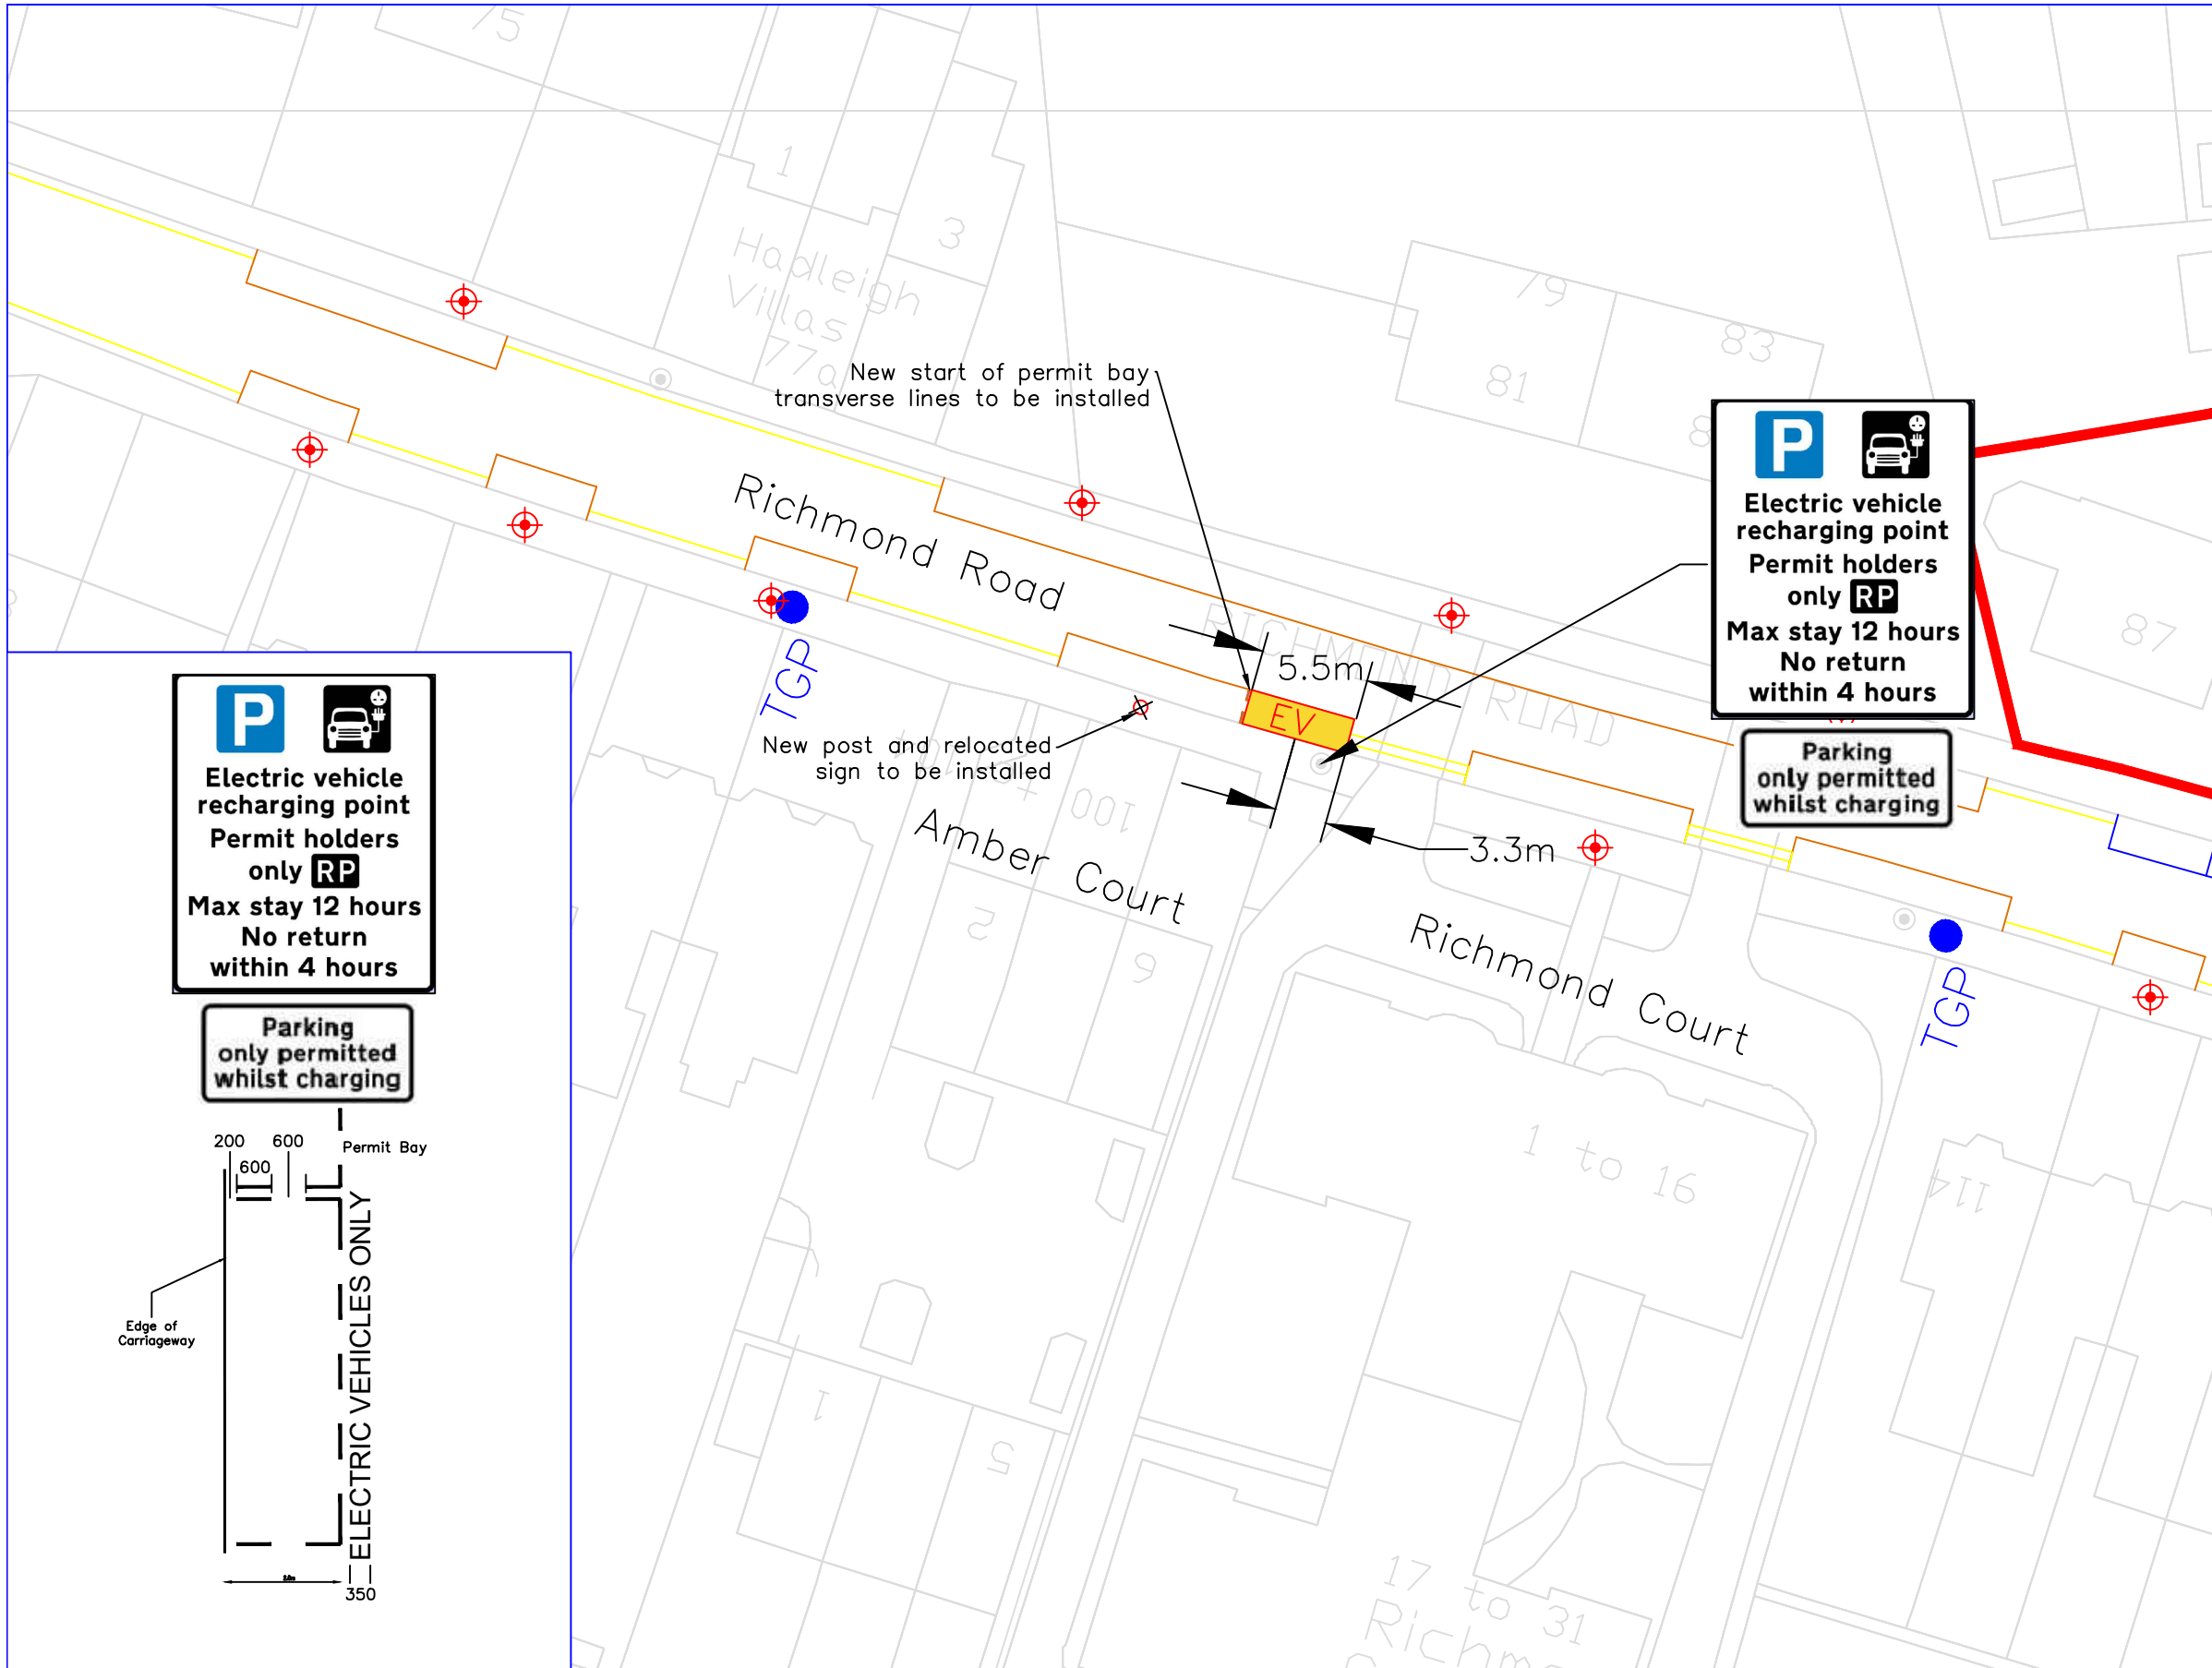 75
1
3
Hadleigh
Villas
77a
79
81
83
87
New start of permit bay
transverse lines to be installed
Richmond Road
RICHMOND ROAD
5.5m
EV
3.3m
New post and relocated
sign to be installed
TGP
100 to 104
Amber Court
2
6
Richmond Court
TGP
1 to 16
114
1
5
17 to 31
P
Electric vehicle
recharging point
Permit holders
only RP
Max stay 12 hours
No return
within 4 hours
Parking
only permitted
whilst charging
P
Electric vehicle
recharging point
Permit holders
only RP
Max stay 12 hours
No return
within 4 hours
Parking
only permitted
whilst charging
200 600
Permit Bay
600
ELECTRIC VEHICLES ONLY
Edge of
Carriageway
350